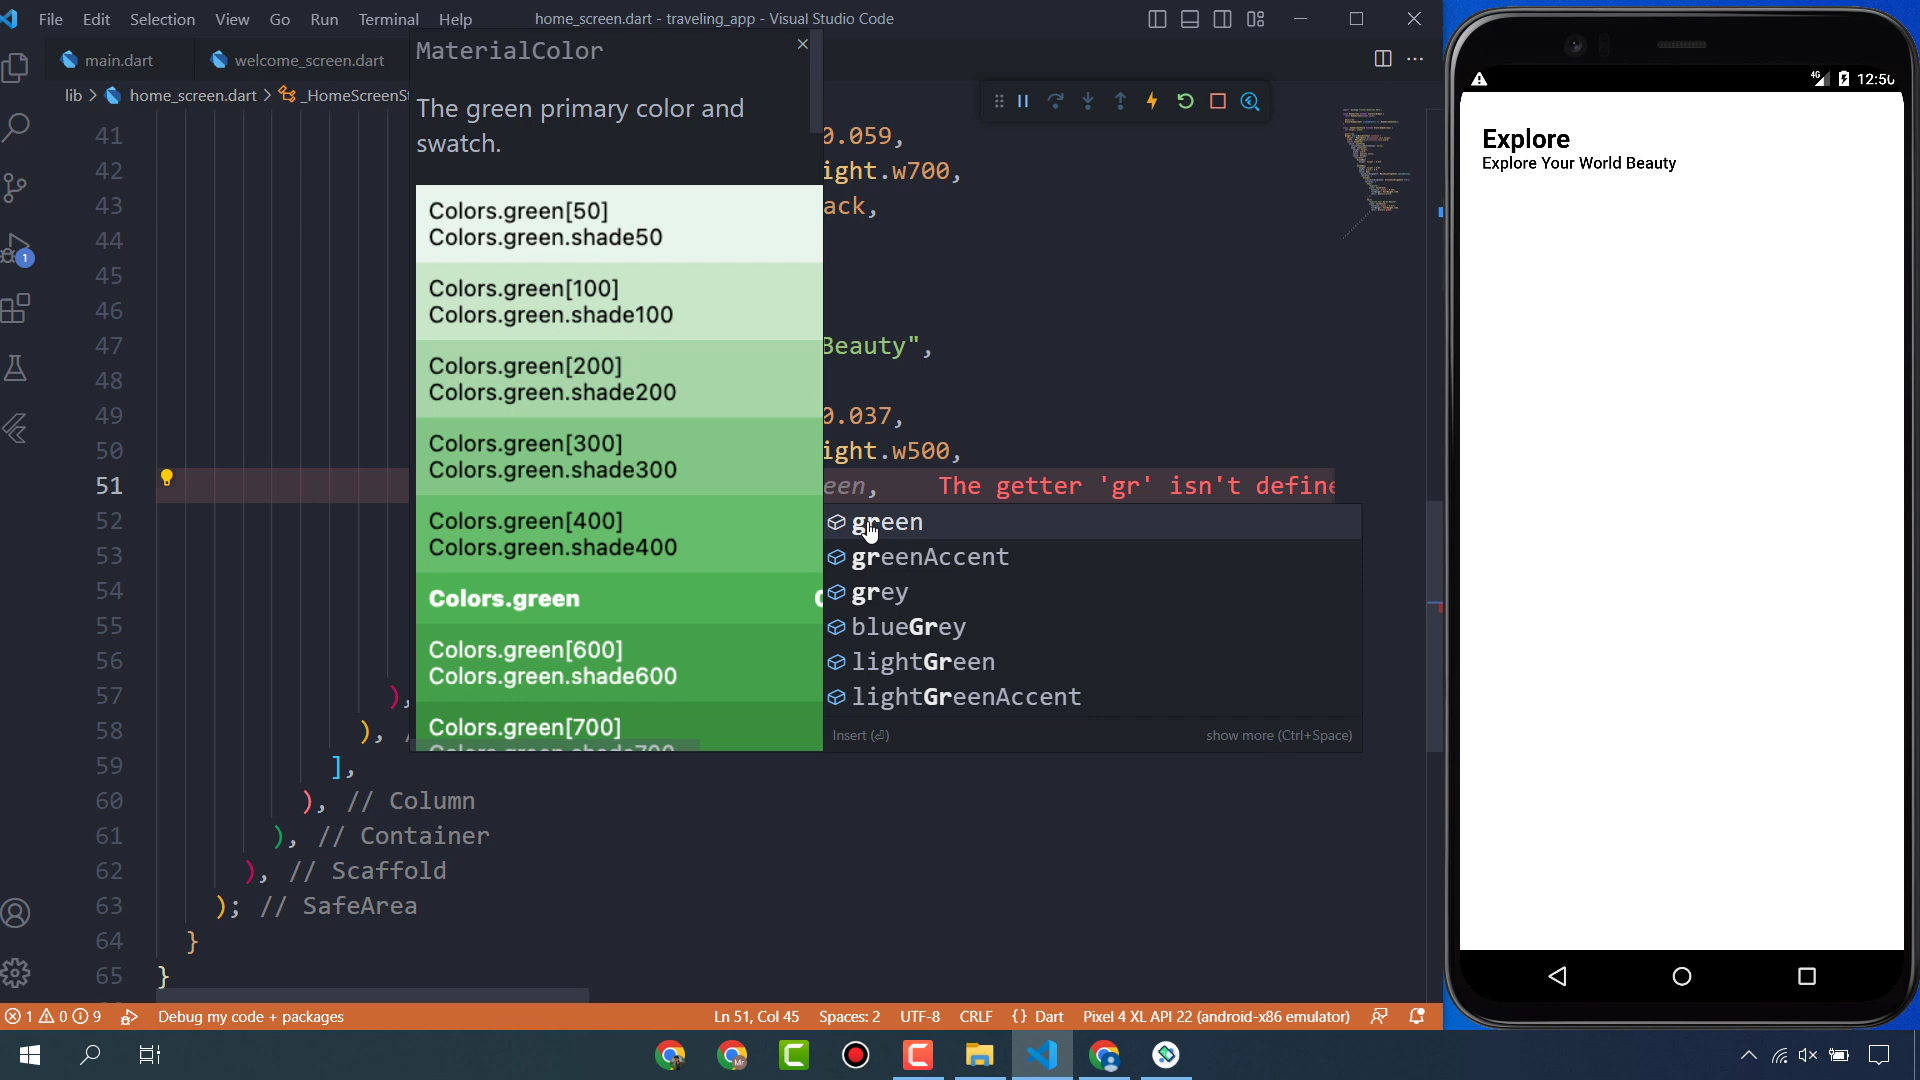 File Edit Selection View Go Run Terminal Help home_screen.dart - traveling_app - Visual Studio Code
main.dart welcome_screen.dart
lib > home_screen.dart > _HomeScreenSt
MaterialColor
The green primary color and
swatch.
Colors.green[50]
Colors.green.shade50
Colors.green[100]
Colors.green.shade100
Colors.green[200]
Colors.green.shade200
Colors.green[300]
Colors.green.shade300
Colors.green[400]
Colors.green.shade400
Colors.green
Colors.green[600]
Colors.green.shade600
Colors.green[700]
Colors.green.shade700
41 0.059,
42 ight.w700,
43 ack,
44
45
46
47 Beauty",
48
49 0.037,
50 ight.w500,
51 een, The getter 'gr' isn't define
green
greenAccent
grey
blueGrey
lightGreen
lightGreenAccent
Insert (⏎) show more (Ctrl+Space)
52
53
54
55
56
57 ),
58 ), /
59 ],
60 ), // Column
61 ), // Container
62 ), // Scaffold
63 ); // SafeArea
64 }
65 }
1 0 9 Debug my code + packages Ln 51, Col 45 Spaces: 2 UTF-8 CRLF {} Dart Pixel 4 XL API 22 (android-x86 emulator)
1
4G 12:50
Explore
Explore Your World Beauty